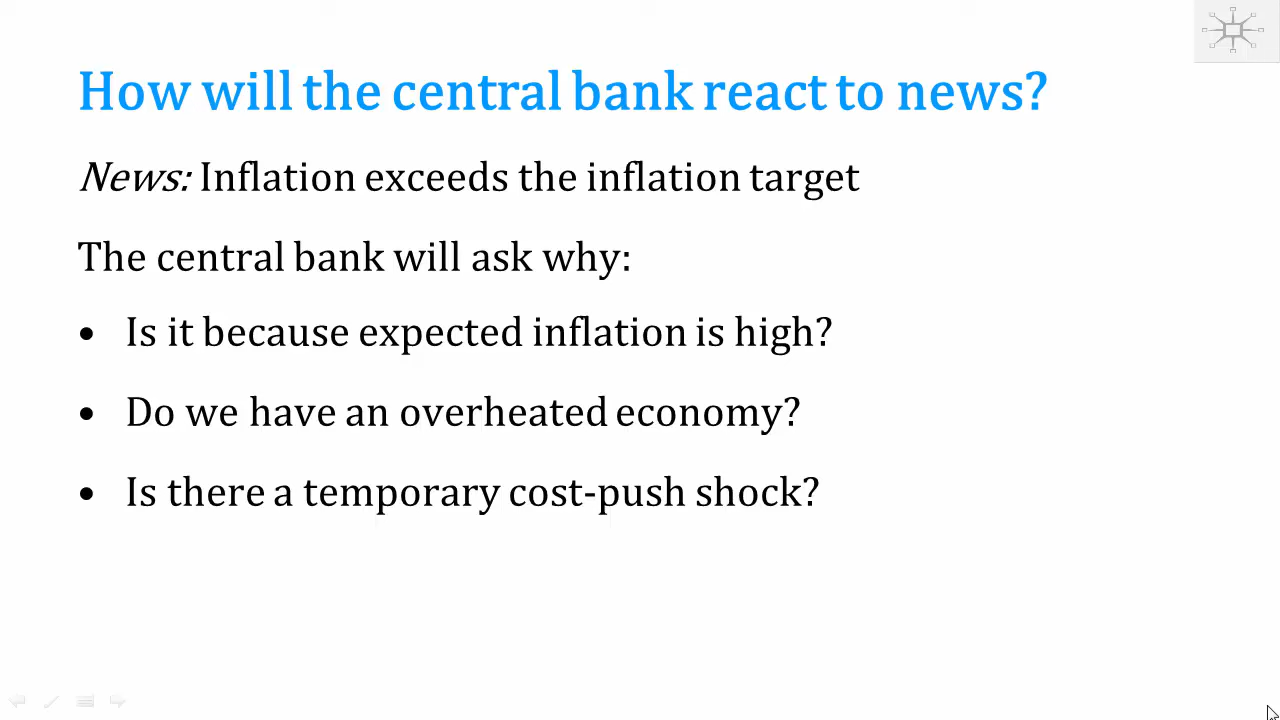 How will the central bank react to news?
News: Inflation exceeds the inflation target
The central bank will ask why:
• Is it because expected inflation is high?
• Do we have an overheated economy?
• Is there a temporary cost-push shock?